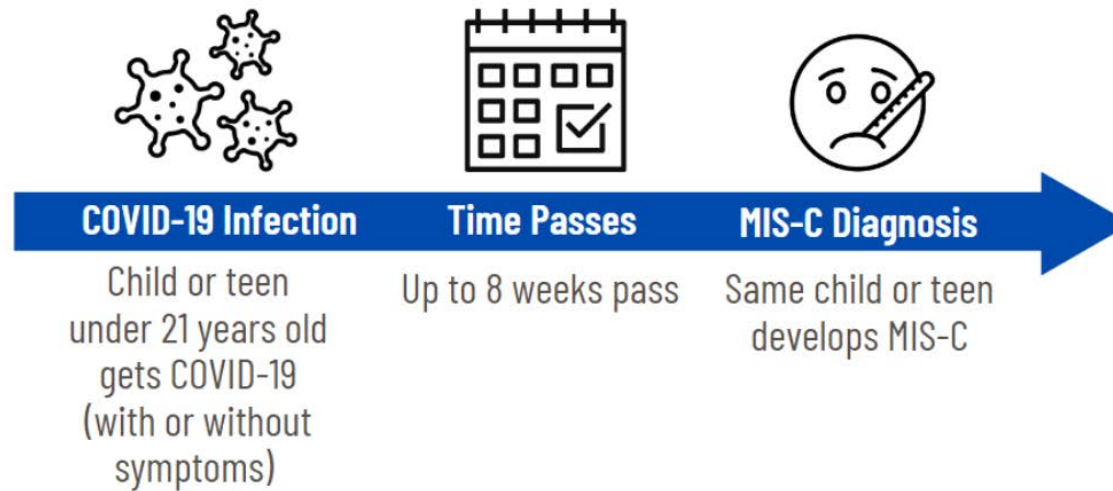 COVID-19 Infection
Time Passes
MIS-C Diagnosis
Child or teen
under 21 years old
gets COVID-19
(with or without
symptoms)
Up to 8 weeks pass
Same child or teen
develops MIS-C